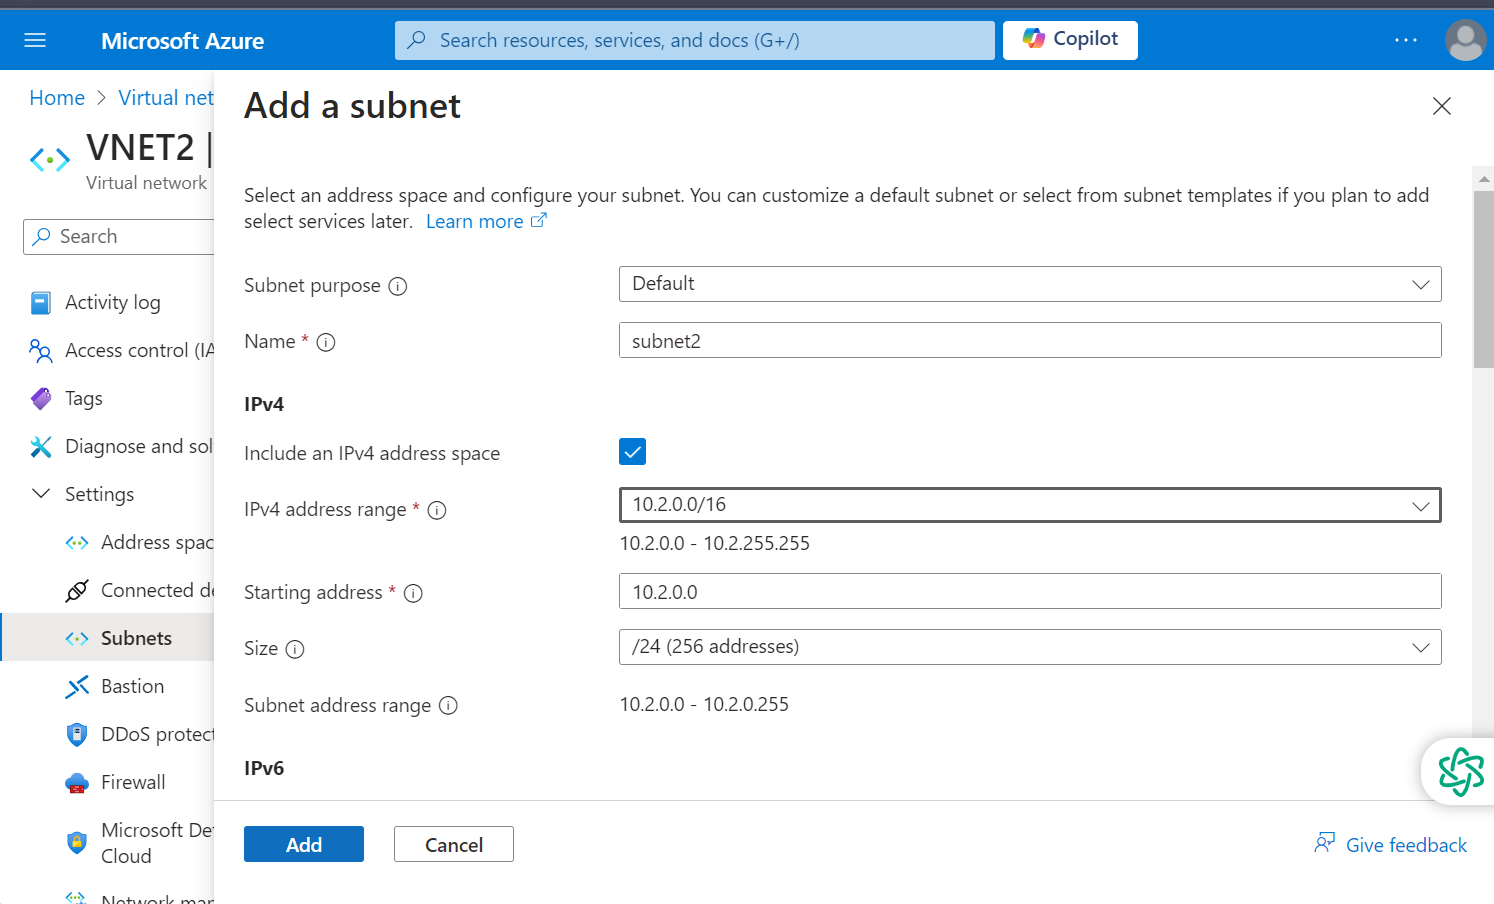 Microsoft Azure
Search resources, services, and docs (G+/)
Copilot
Home > Virtual net
VNET2 |
Virtual network
Search
Activity log
Access control (IA
Tags
Diagnose and sol
Settings
Address spac
Connected de
Subnets
Bastion
DDoS protect
Firewall
Microsoft De
Cloud
Network mar
Add a subnet
Select an address space and configure your subnet. You can customize a default subnet or select from subnet templates if you plan to add
select services later. Learn more
Subnet purpose
Default
Name *
subnet2
IPv4
Include an IPv4 address space
IPv4 address range *
10.2.0.0/16
10.2.0.0 - 10.2.255.255
Starting address *
10.2.0.0
Size
/24 (256 addresses)
Subnet address range
10.2.0.0 - 10.2.0.255
IPv6
Add
Cancel
Give feedback